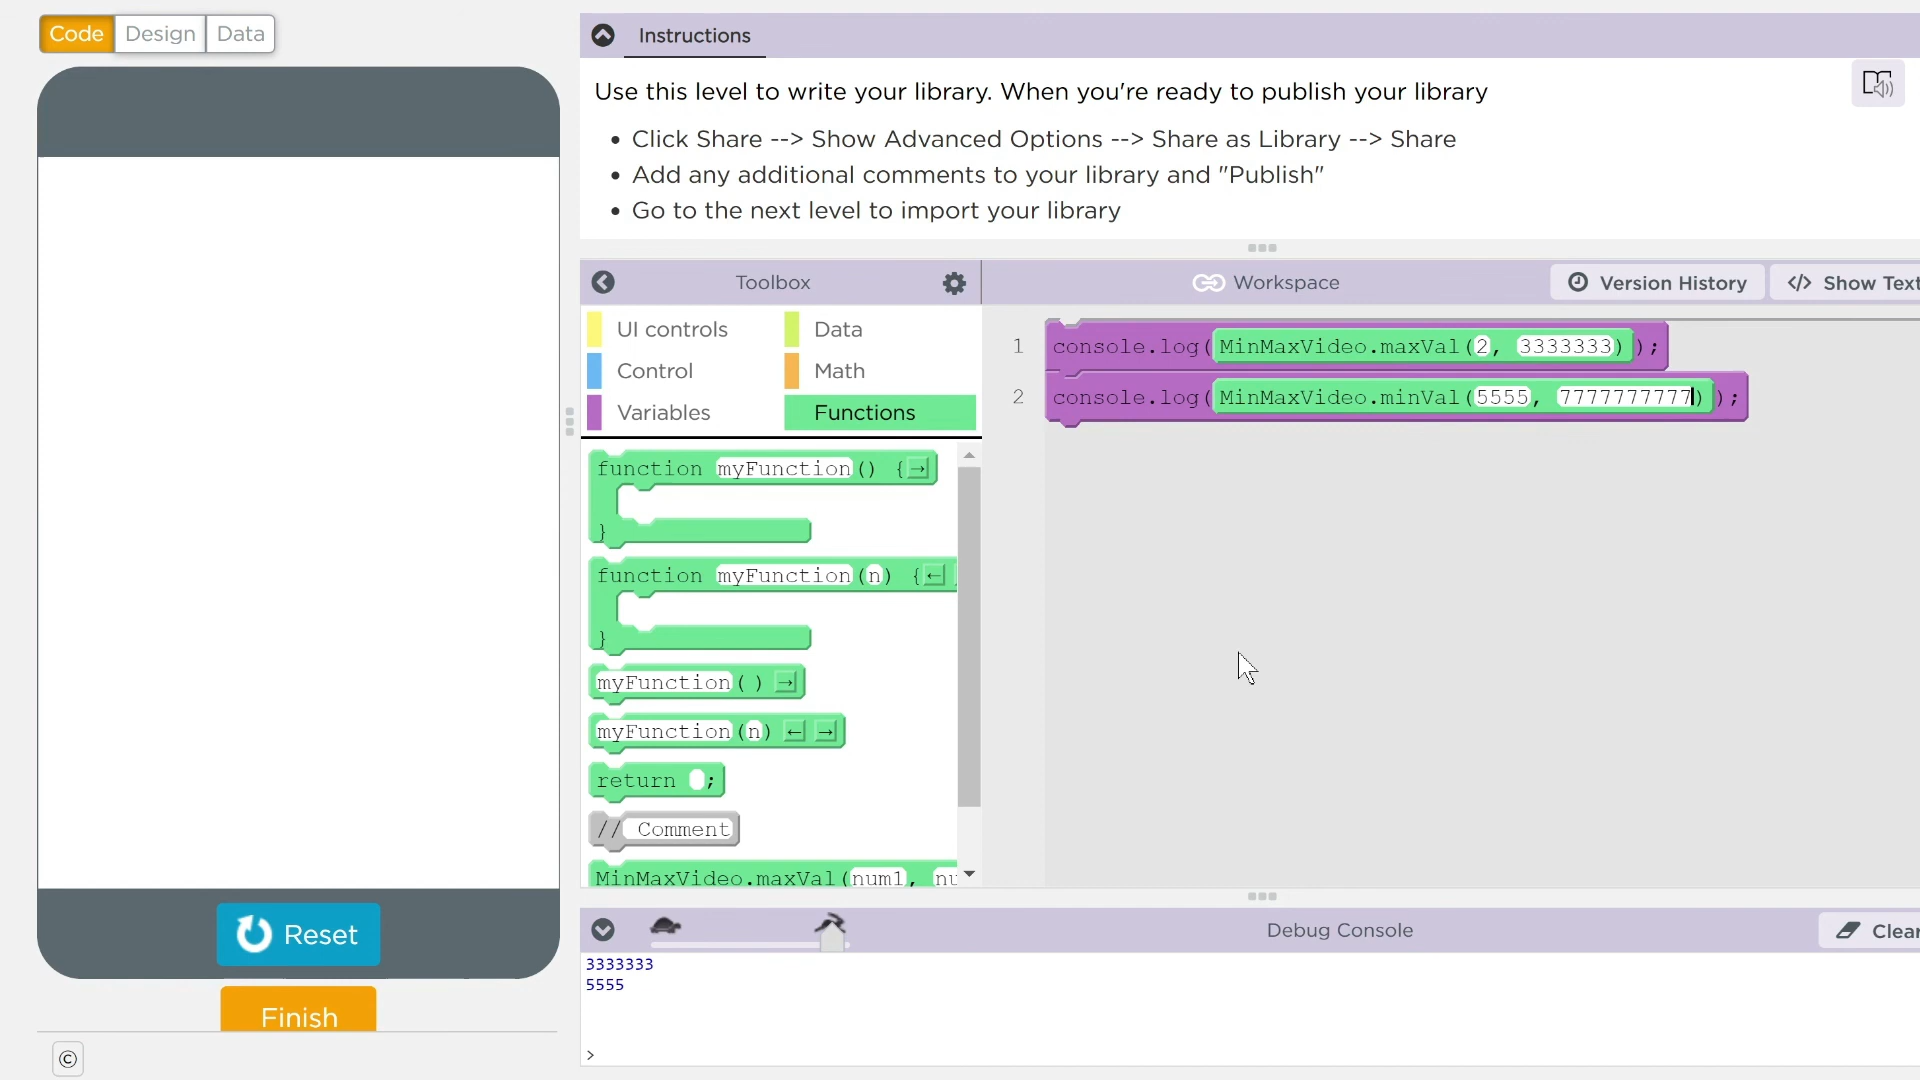 Code Design Data
Instructions
Use this level to write your library. When you're ready to publish your library
• Click Share --> Show Advanced Options --> Share as Library --> Share
• Add any additional comments to your library and "Publish"
• Go to the next level to import your library
Toolbox
Workspace
Version History
</> Show Text
UI controls
Data
Control
Math
Variables
Functions
function myFunction() {→
}
function myFunction(n) {←
}
myFunction() →
myFunction(n) ← →
return ;
// Comment
MinMaxVideo.maxVal(num1, nu
1 console.log(MinMaxVideo.maxVal(2, 3333333));
2 console.log(MinMaxVideo.minVal(5555, 7777777777));
Reset
Finish
©
Debug Console
Clear
3333333
5555
>